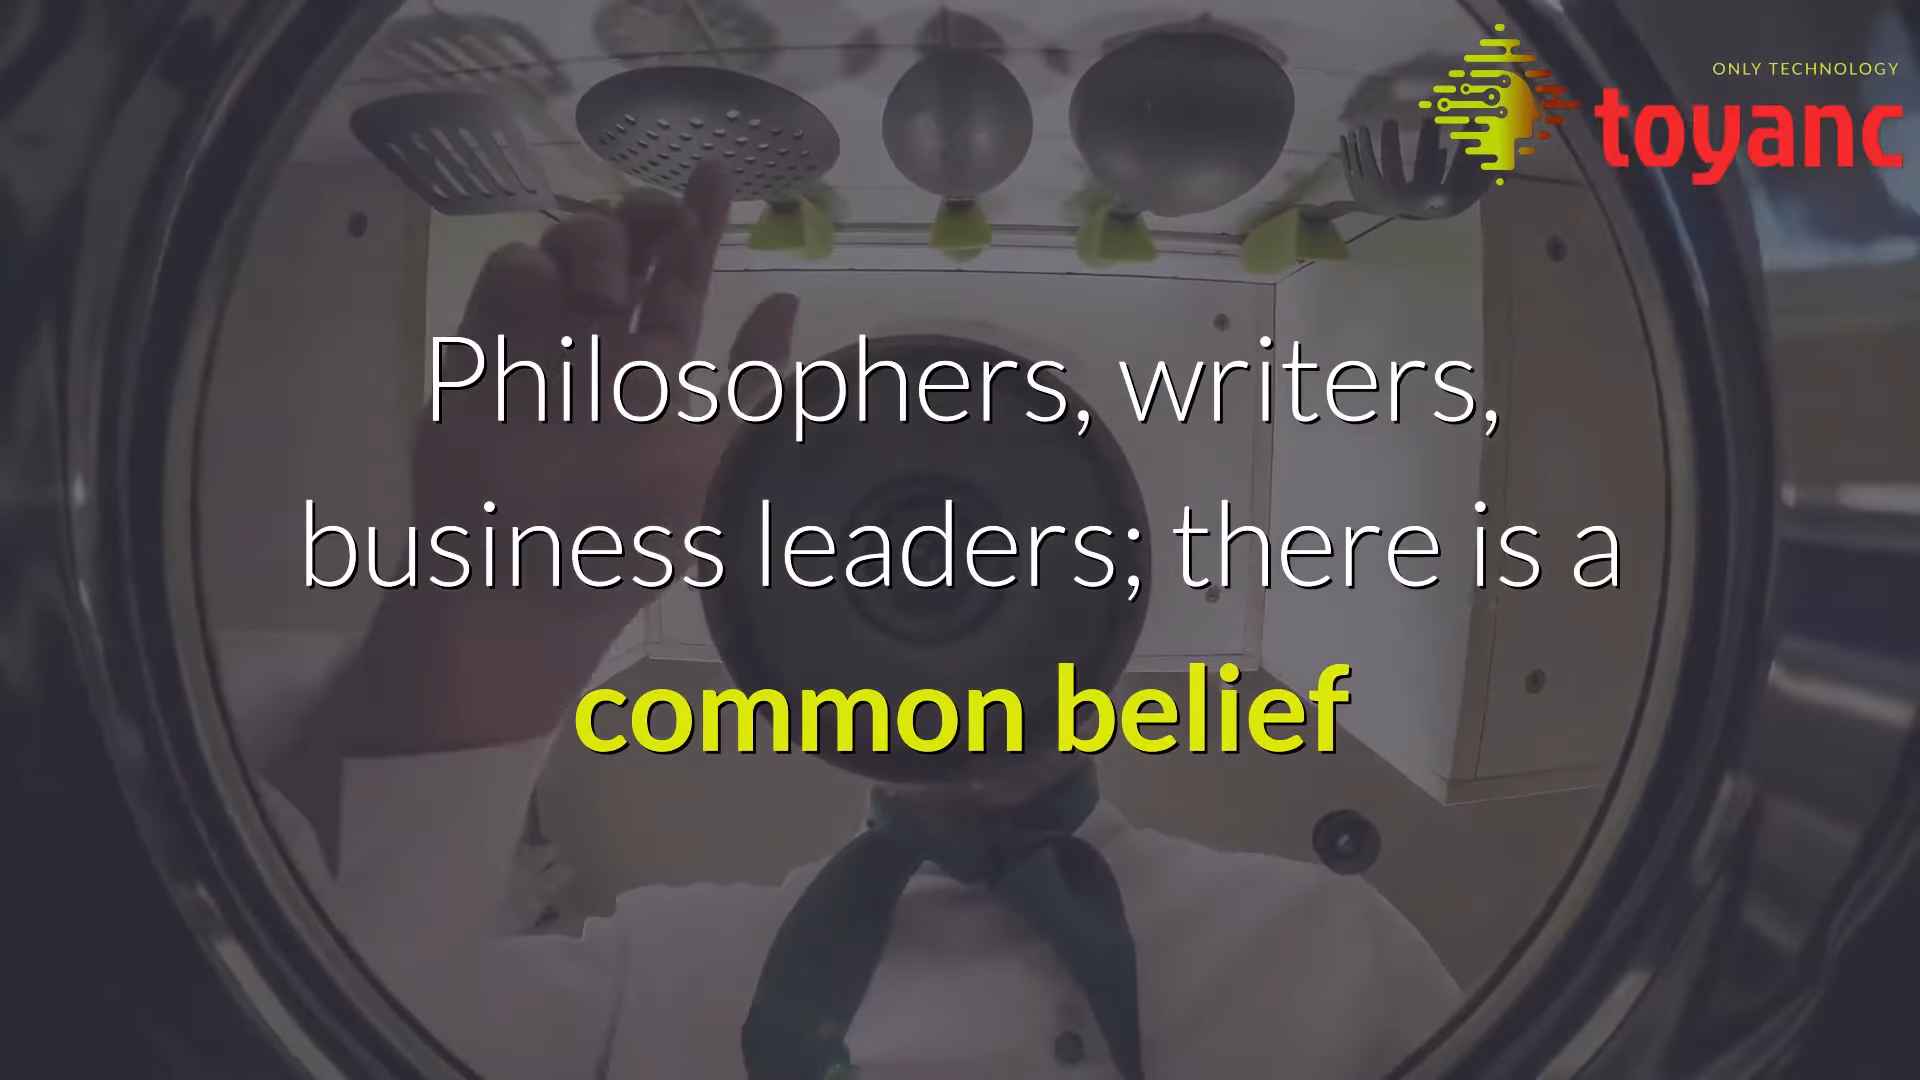 ONLY TECHNOLOGY
toyanc
Philosophers, writers,
business leaders; there is a
common belief